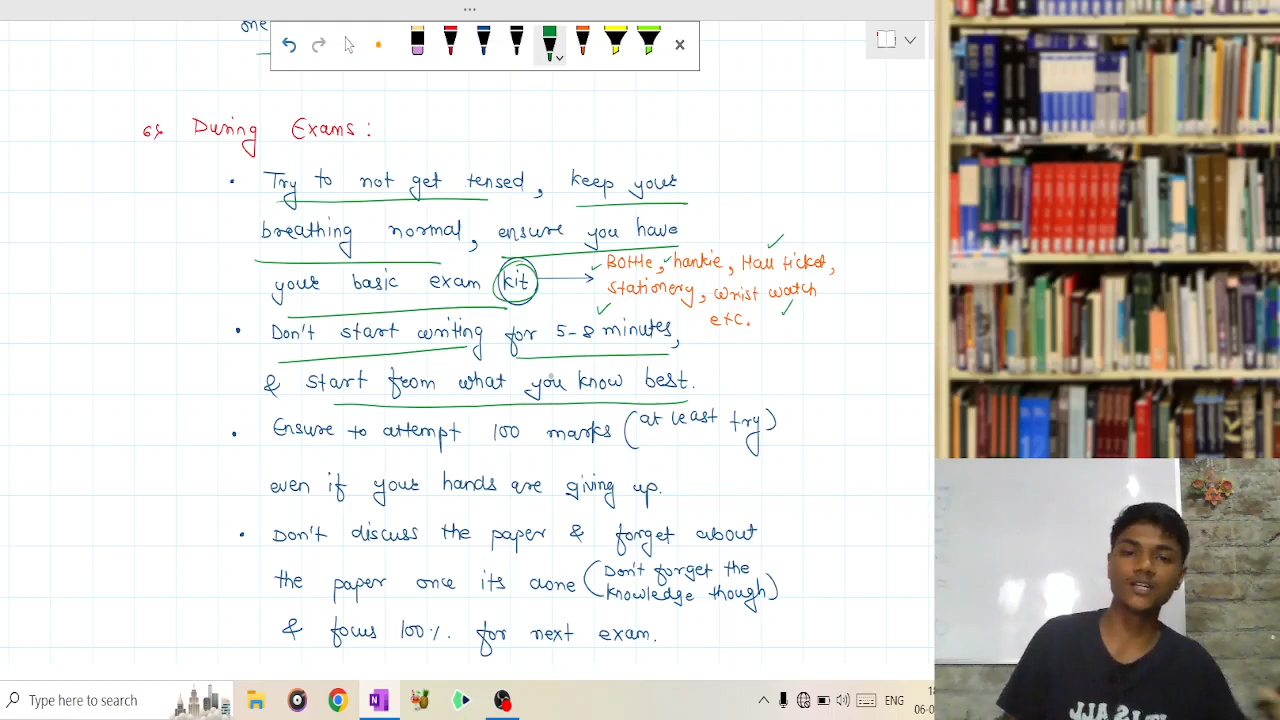 one
6) During Exams:
• Try to not get tensed, keep your
breathing normal, ensure you have
your basic exam kit → Bottle, hankie, Hall ticket,
stationery, wrist watch
etc.
• Don't start writing for 5-8 minutes,
& start from what you know best.
• Ensure to attempt 100 marks (at least try)
even if your hands are giving up.
• Don't discuss the paper & forget about
the paper once its done (Don't forget the
knowledge though)
& focus 100% for next exam.
IS ALL
Type here to search
ENG